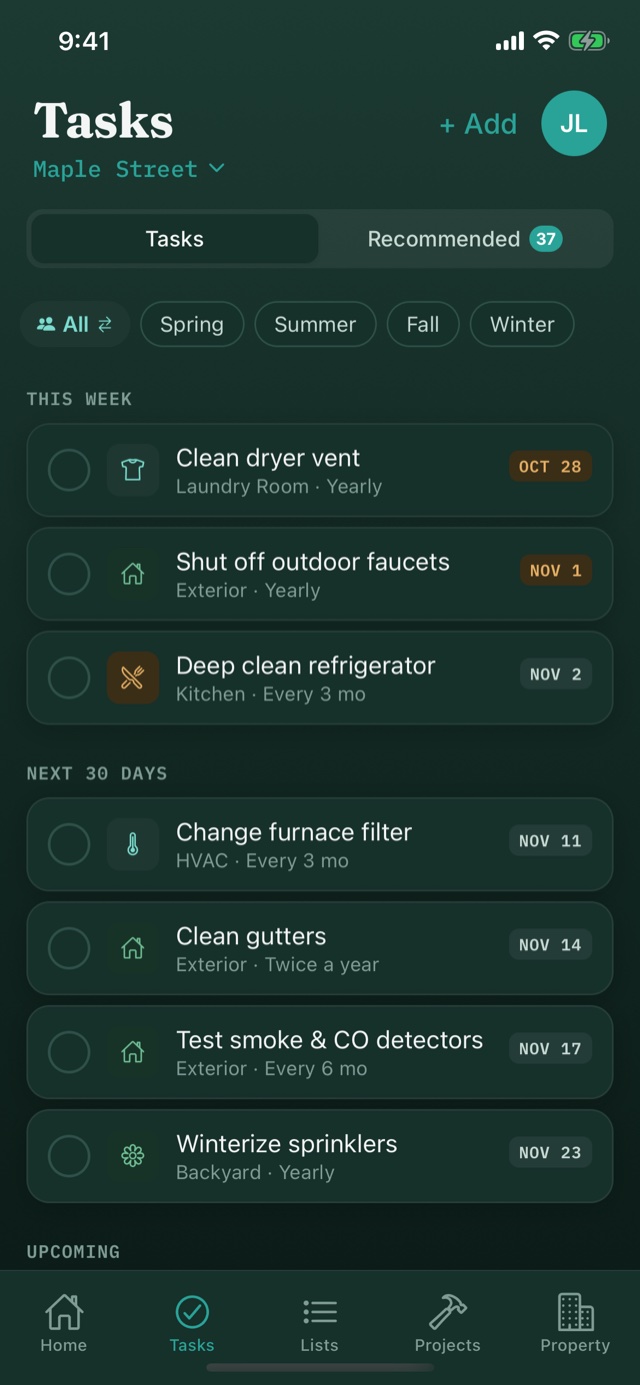 9:41
Tasks
+ Add
JL
Maple Street
Tasks
Recommended 37
All
Spring
Summer
Fall
Winter
THIS WEEK
Clean dryer vent
Laundry Room · Yearly
OCT 28
Shut off outdoor faucets
Exterior · Yearly
NOV 1
Deep clean refrigerator
Kitchen · Every 3 mo
NOV 2
NEXT 30 DAYS
Change furnace filter
HVAC · Every 3 mo
NOV 11
Clean gutters
Exterior · Twice a year
NOV 14
Test smoke & CO detectors
Exterior · Every 6 mo
NOV 17
Winterize sprinklers
Backyard · Yearly
NOV 23
UPCOMING
Home
Tasks
Lists
Projects
Property